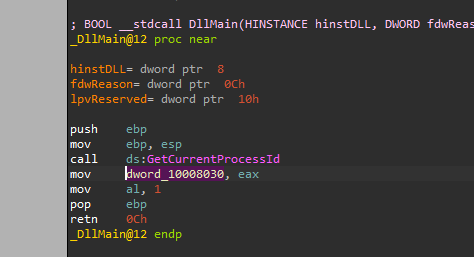 ; BOOL __stdcall DllMain(HINSTANCE hinstDLL, DWORD fdwReas
_DllMain@12 proc near
hinstDLL= dword ptr  8
fdwReason= dword ptr  0Ch
lpvReserved= dword ptr  10h
push    ebp
mov     ebp, esp
call    ds:GetCurrentProcessId
mov     dword_10008030, eax
mov     al, 1
pop     ebp
retn    0Ch
_DllMain@12 endp